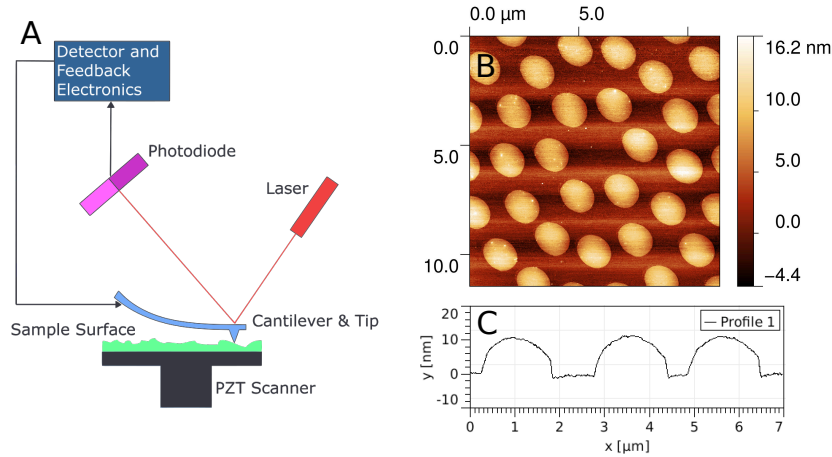 A
Detector and
Feedback
Electronics
Photodiode
Laser
Cantilever & Tip
Sample Surface
PZT Scanner
0.0 µm 5.0
B
0.0
5.0
10.0
16.2 nm
10.0
5.0
0.0
−4.4
C
— Profile 1
y [nm]
20
10
0
-10
0 1 2 3 4 5 6 7
x [µm]